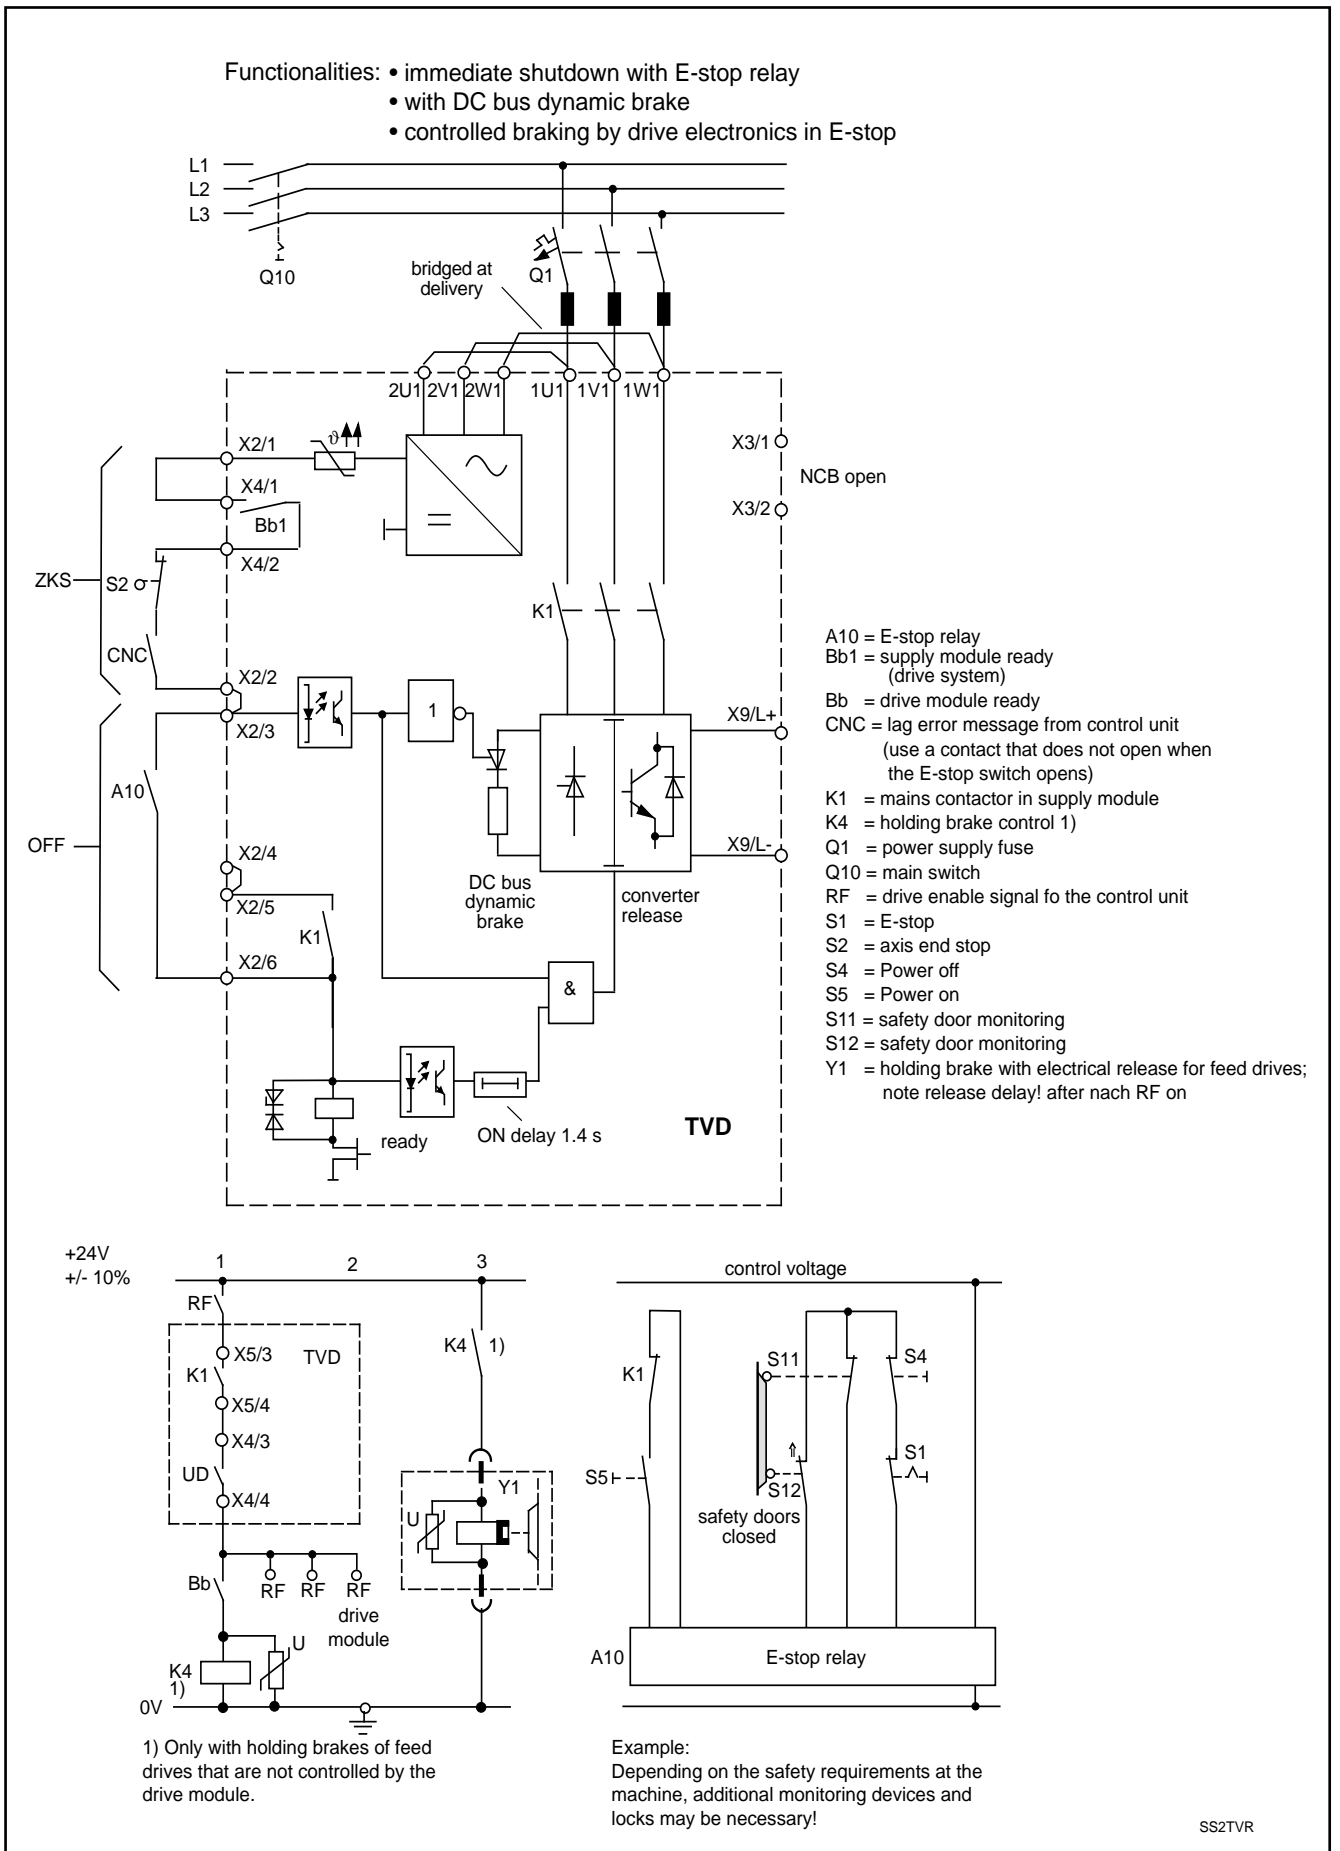 Functionalities: • immediate shutdown with E-stop relay
• with DC bus dynamic brake
• controlled braking by drive electronics in E-stop
L1
L2
L3
Q10
Q1
bridged at
delivery
2U1 2V1 2W1 1U1 1V1 1W1
X2/1
ϑ
X3/1
NCB open
X4/1
X3/2
Bb1
X4/2
ZKS
S2
K1
CNC
X2/2
X2/3
1
X9/L+
A10
OFF
X2/4
X9/L-
X2/5
DC bus
dynamic
brake
converter
release
K1
X2/6
&
ready
ON delay 1.4 s
TVD
A10 = E-stop relay
Bb1 = supply module ready
(drive system)
Bb = drive module ready
CNC = lag error message from control unit
(use a contact that does not open when
the E-stop switch opens)
K1 = mains contactor in supply module
K4 = holding brake control 1)
Q1 = power supply fuse
Q10 = main switch
RF = drive enable signal fo the control unit
S1 = E-stop
S2 = axis end stop
S4 = Power off
S5 = Power on
S11 = safety door monitoring
S12 = safety door monitoring
Y1 = holding brake with electrical release for feed drives;
note release delay! after nach RF on
+24V
+/- 10%
1 2 3
RF
X5/3 TVD
K1
X5/4
X4/3
UD
X4/4
Bb
RF RF RF
drive
module
U
K4
1)
0V
K4 1)
Y1
U
control voltage
K1
S11
S4
S5
S12
S1
safety doors
closed
A10
E-stop relay
1) Only with holding brakes of feed
drives that are not controlled by the
drive module.
Example:
Depending on the safety requirements at the
machine, additional monitoring devices and
locks may be necessary!
SS2TVR